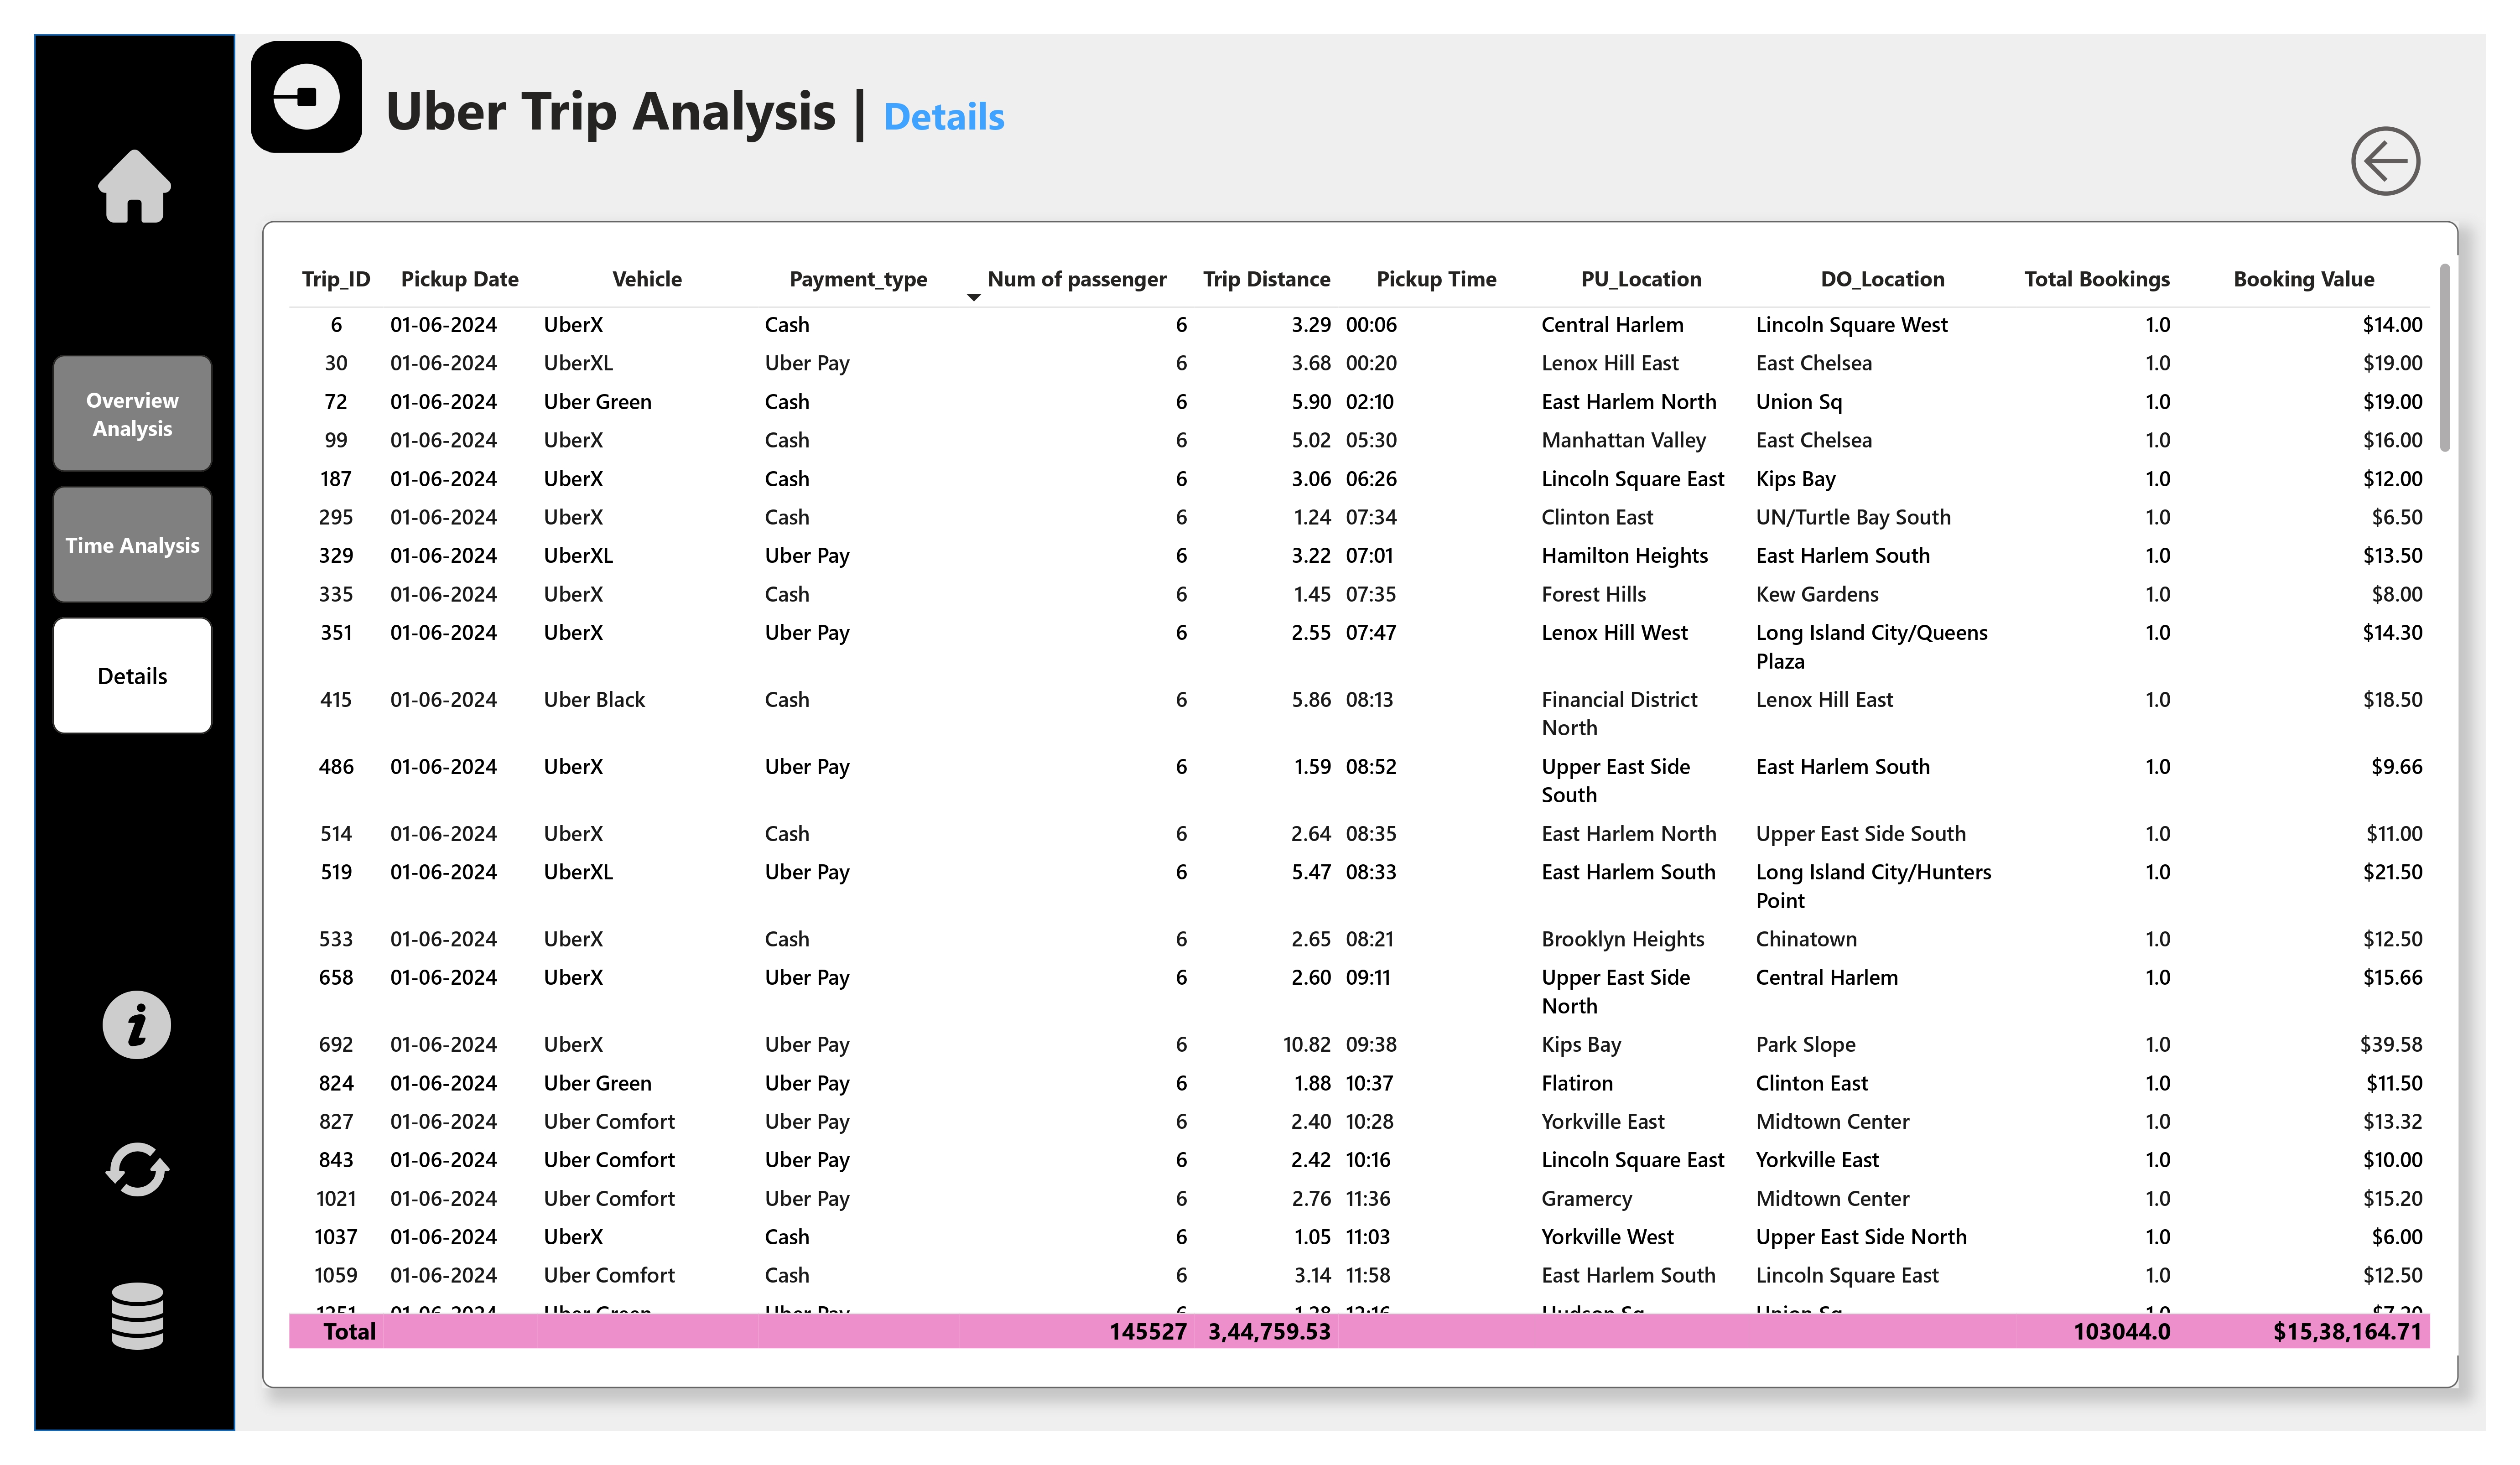 Uber Trip Analysis | Details
Overview
Analysis
Time Analysis
Details
Trip_ID Pickup Date Vehicle Payment_type Num of passenger Trip Distance Pickup Time PU_Location DO_Location Total Bookings Booking Value
6 01-06-2024 UberX Cash 6 3.29 00:06 Central Harlem Lincoln Square West 1.0 $14.00
30 01-06-2024 UberXL Uber Pay 6 3.68 00:20 Lenox Hill East East Chelsea 1.0 $19.00
72 01-06-2024 Uber Green Cash 6 5.90 02:10 East Harlem North Union Sq 1.0 $19.00
99 01-06-2024 UberX Cash 6 5.02 05:30 Manhattan Valley East Chelsea 1.0 $16.00
187 01-06-2024 UberX Cash 6 3.06 06:26 Lincoln Square East Kips Bay 1.0 $12.00
295 01-06-2024 UberX Cash 6 1.24 07:34 Clinton East UN/Turtle Bay South 1.0 $6.50
329 01-06-2024 UberXL Uber Pay 6 3.22 07:01 Hamilton Heights East Harlem South 1.0 $13.50
335 01-06-2024 UberX Cash 6 1.45 07:35 Forest Hills Kew Gardens 1.0 $8.00
351 01-06-2024 UberX Uber Pay 6 2.55 07:47 Lenox Hill West Long Island City/Queens 1.0 $14.30
Plaza
415 01-06-2024 Uber Black Cash 6 5.86 08:13 Financial District Lenox Hill East 1.0 $18.50
North
486 01-06-2024 UberX Uber Pay 6 1.59 08:52 Upper East Side East Harlem South 1.0 $9.66
South
514 01-06-2024 UberX Cash 6 2.64 08:35 East Harlem North Upper East Side South 1.0 $11.00
519 01-06-2024 UberXL Uber Pay 6 5.47 08:33 East Harlem South Long Island City/Hunters 1.0 $21.50
Point
533 01-06-2024 UberX Cash 6 2.65 08:21 Brooklyn Heights Chinatown 1.0 $12.50
658 01-06-2024 UberX Uber Pay 6 2.60 09:11 Upper East Side Central Harlem 1.0 $15.66
North
692 01-06-2024 UberX Uber Pay 6 10.82 09:38 Kips Bay Park Slope 1.0 $39.58
824 01-06-2024 Uber Green Uber Pay 6 1.88 10:37 Flatiron Clinton East 1.0 $11.50
827 01-06-2024 Uber Comfort Uber Pay 6 2.40 10:28 Yorkville East Midtown Center 1.0 $13.32
843 01-06-2024 Uber Comfort Uber Pay 6 2.42 10:16 Lincoln Square East Yorkville East 1.0 $10.00
1021 01-06-2024 Uber Comfort Uber Pay 6 2.76 11:36 Gramercy Midtown Center 1.0 $15.20
1037 01-06-2024 UberX Cash 6 1.05 11:03 Yorkville West Upper East Side North 1.0 $6.00
1059 01-06-2024 Uber Comfort Cash 6 3.14 11:58 East Harlem South Lincoln Square East 1.0 $12.50
Total 145527 3,44,759.53 103044.0 $15,38,164.71